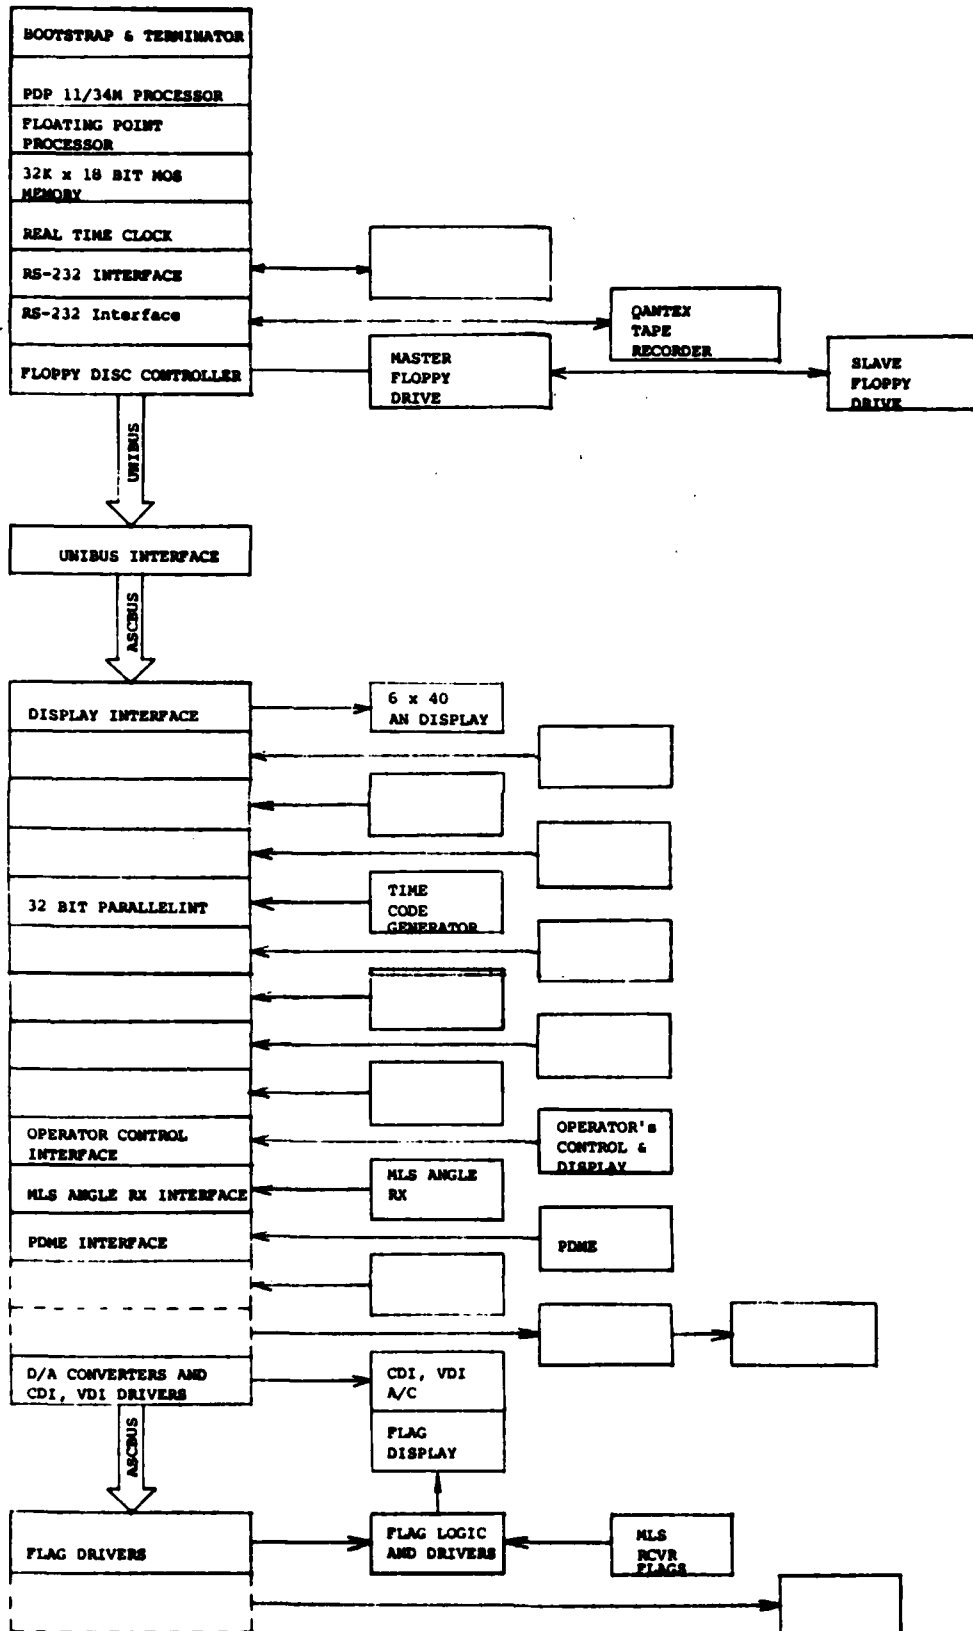 BOOTSTRAP & TERMINATOR
PDP 11/34M PROCESSOR
FLOATING POINT
PROCESSOR
32K x 18 BIT MOS
MEMORY
REAL TIME CLOCK
RS-232 INTERFACE
RS-232 Interface
QANTEX
TAPE
RECORDER
FLOPPY DISC CONTROLLER
MASTER
FLOPPY
DRIVE
SLAVE
FLOPPY
DRIVE
UNIBUS
UNIBUS INTERFACE
ASCBUS
DISPLAY INTERFACE
6 x 40
AN DISPLAY
32 BIT PARALLELINT
TIME
CODE
GENERATOR
OPERATOR CONTROL
INTERFACE
OPERATOR's
CONTROL &
DISPLAY
MLS ANGLE RX INTERFACE
MLS ANGLE
RX
PDME INTERFACE
PDME
D/A CONVERTERS AND
CDI, VDI DRIVERS
CDI, VDI
A/C
FLAG
DISPLAY
ASCBUS
FLAG DRIVERS
FLAG LOGIC
AND DRIVERS
MLS
RCVR
FLAGS